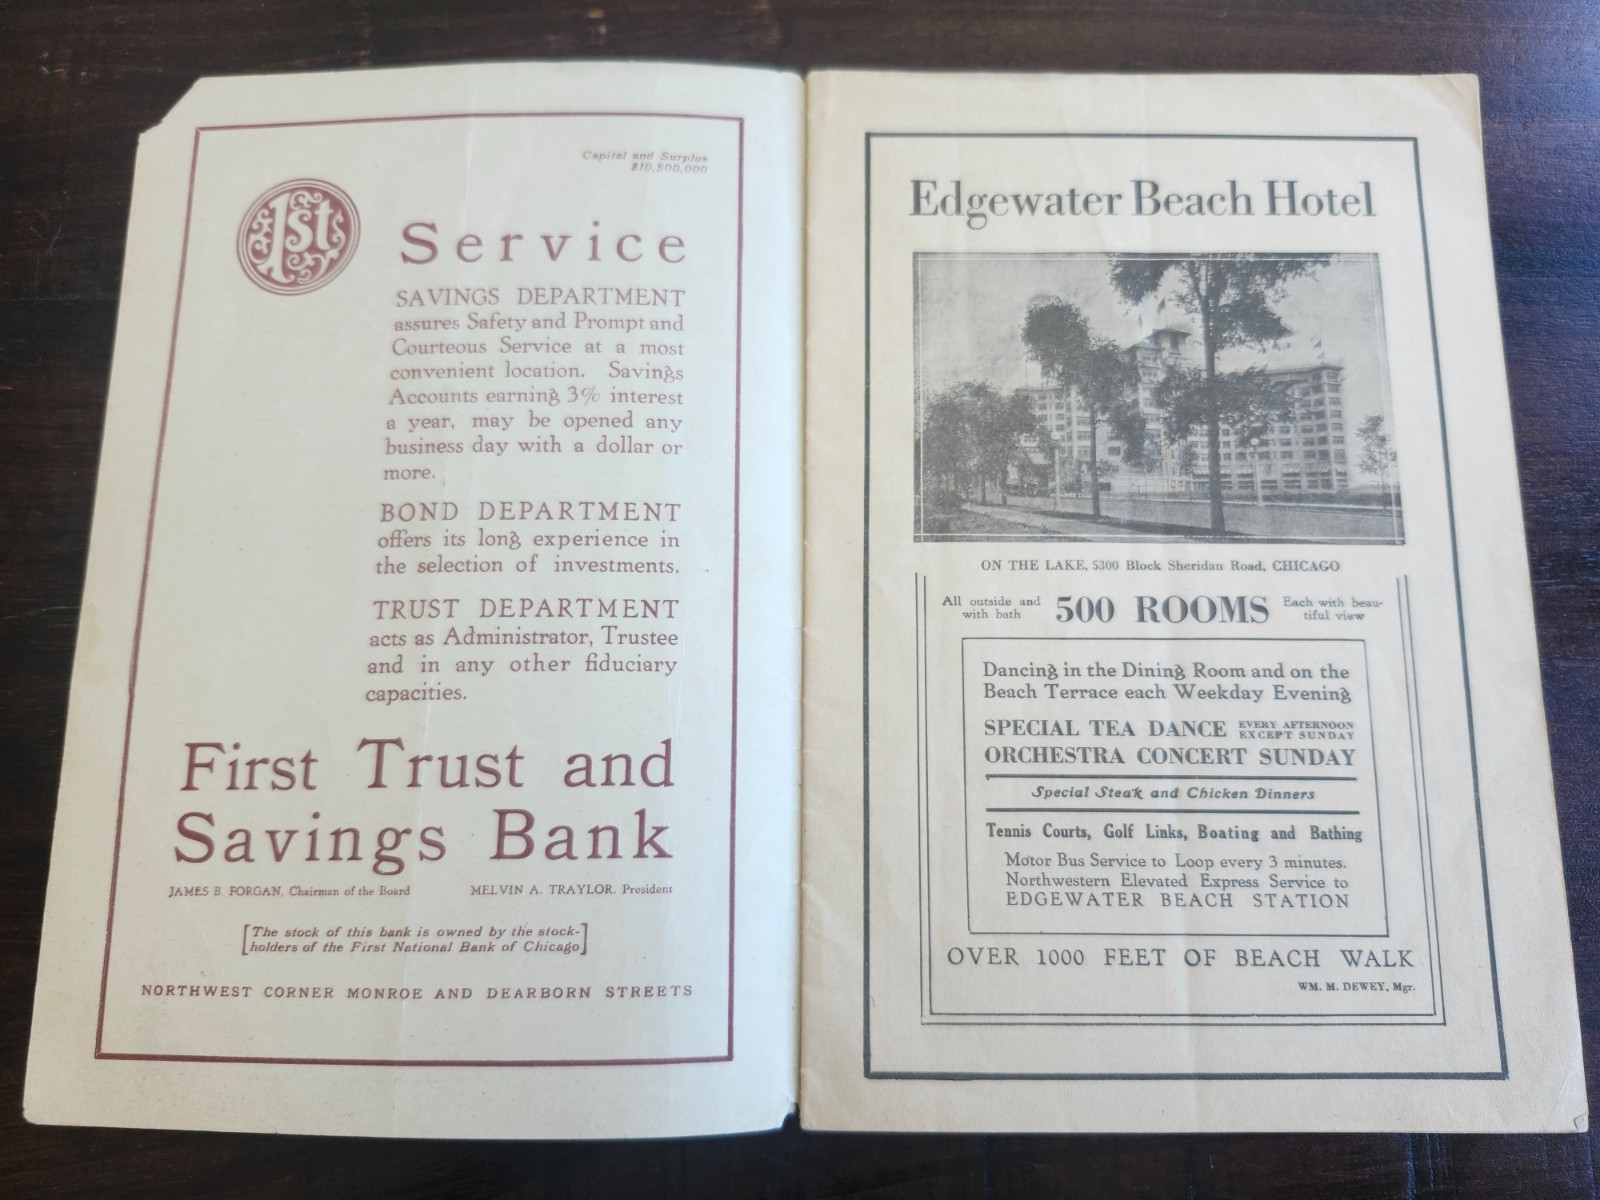 Capital and Surplus
$10,500,000
1st
Service
SAVINGS DEPARTMENT
assures Safety and Prompt and
Courteous Service at a most
convenient location. Savings
Accounts earning 3% interest
a year, may be opened any
business day with a dollar or
more.
BOND DEPARTMENT
offers its long experience in
the selection of investments.
TRUST DEPARTMENT
acts as Administrator, Trustee
and in any other fiduciary
capacities.
First Trust and
Savings Bank
JAMES B. FORGAN, Chairman of the Board MELVIN A. TRAYLOR, President
[The stock of this bank is owned by the stock-
holders of the First National Bank of Chicago]
NORTHWEST CORNER MONROE AND DEARBORN STREETS
Edgewater Beach Hotel
ON THE LAKE, 5300 Block Sheridan Road, CHICAGO
All outside and
with bath
500 ROOMS
Each with beau-
tiful view
Dancing in the Dining Room and on the
Beach Terrace each Weekday Evening
SPECIAL TEA DANCE EVERY AFTERNOON
EXCEPT SUNDAY
ORCHESTRA CONCERT SUNDAY
Special Steak and Chicken Dinners
Tennis Courts, Golf Links, Boating and Bathing
Motor Bus Service to Loop every 3 minutes.
Northwestern Elevated Express Service to
EDGEWATER BEACH STATION
OVER 1000 FEET OF BEACH WALK
WM. M. DEWEY, Mgr.